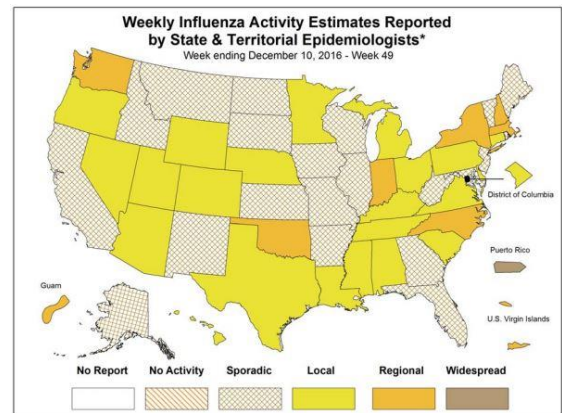 Weekly Influenza Activity Estimates Reported
by State & Territorial Epidemiologists*
Week ending December 10, 2016 - Week 49
District of Columbia
Puerto Rico
Guam
U.S. Virgin Islands
No Report No Activity Sporadic Local Regional Widespread